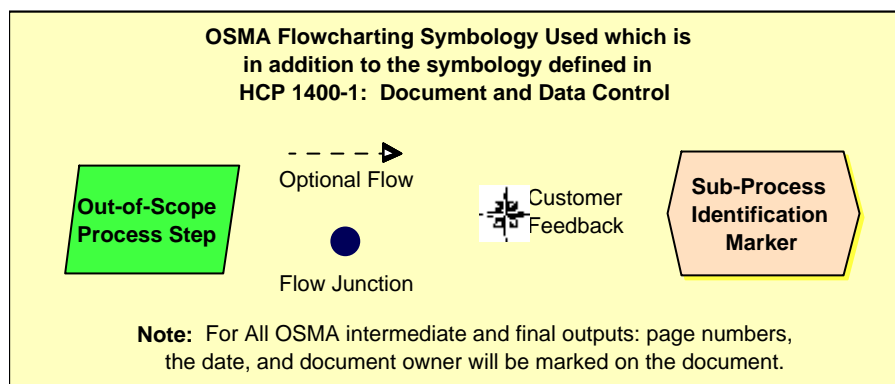 OSMA Flowcharting Symbology Used which is
in addition to the symbology defined in
HCP 1400-1: Document and Data Control
Out-of-Scope
Process Step
Optional Flow
Flow Junction
Customer
Feedback
Sub-Process
Identification
Marker
Note: For All OSMA intermediate and final outputs: page numbers,
the date, and document owner will be marked on the document.